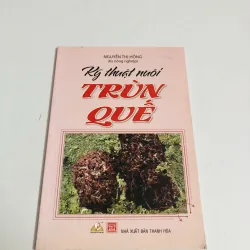 NGUYỄN THỊ HỒNG
Kỹ thuật nuôi
TRÙN
QUẾ
NHÀ XUẤT BẢN THANH HÓA